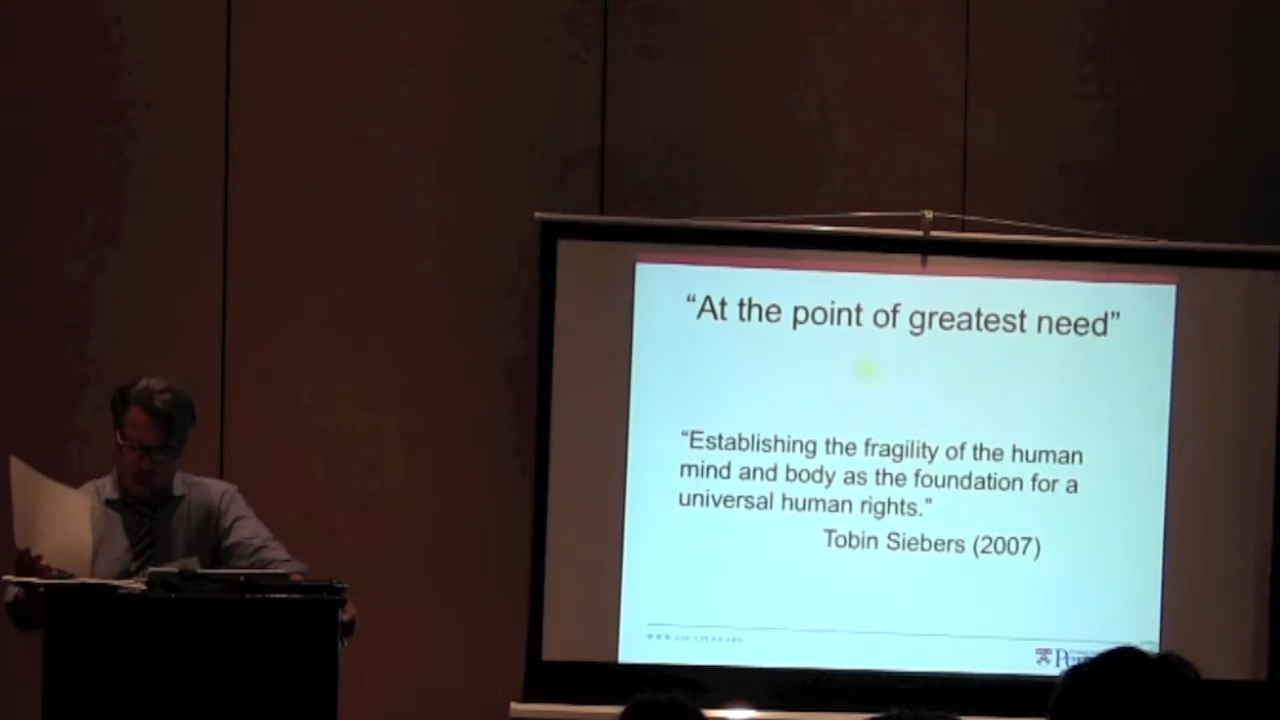 “At the point of greatest need”
“Establishing the fragility of the human
mind and body as the foundation for a
universal human rights.”
Tobin Siebers (2007)